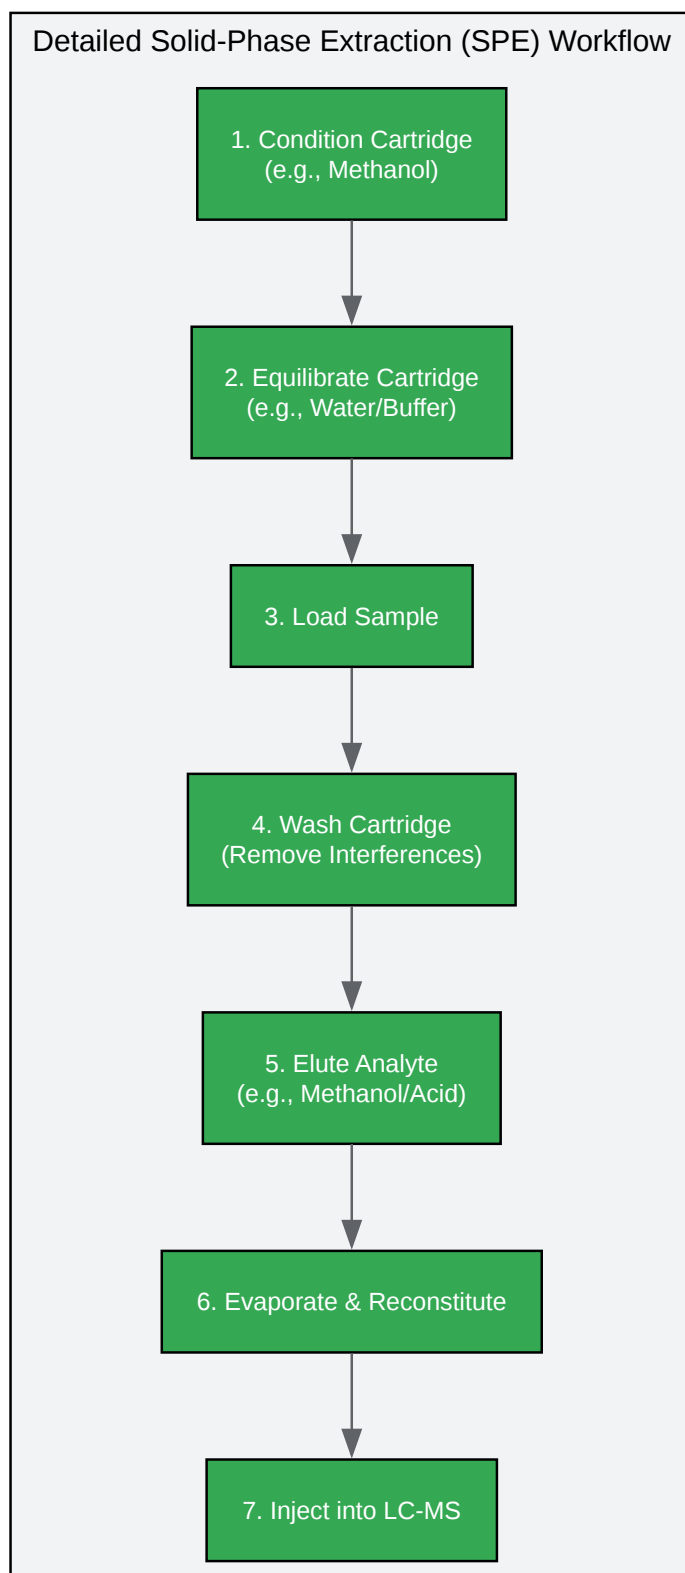 Detailed Solid-Phase Extraction (SPE) Workflow
1. Condition Cartridge
(e.g., Methanol)
2. Equilibrate Cartridge
(e.g., Water/Buffer)
3. Load Sample
4. Wash Cartridge
(Remove Interferences)
5. Elute Analyte
(e.g., Methanol/Acid)
6. Evaporate & Reconstitute
7. Inject into LC-MS